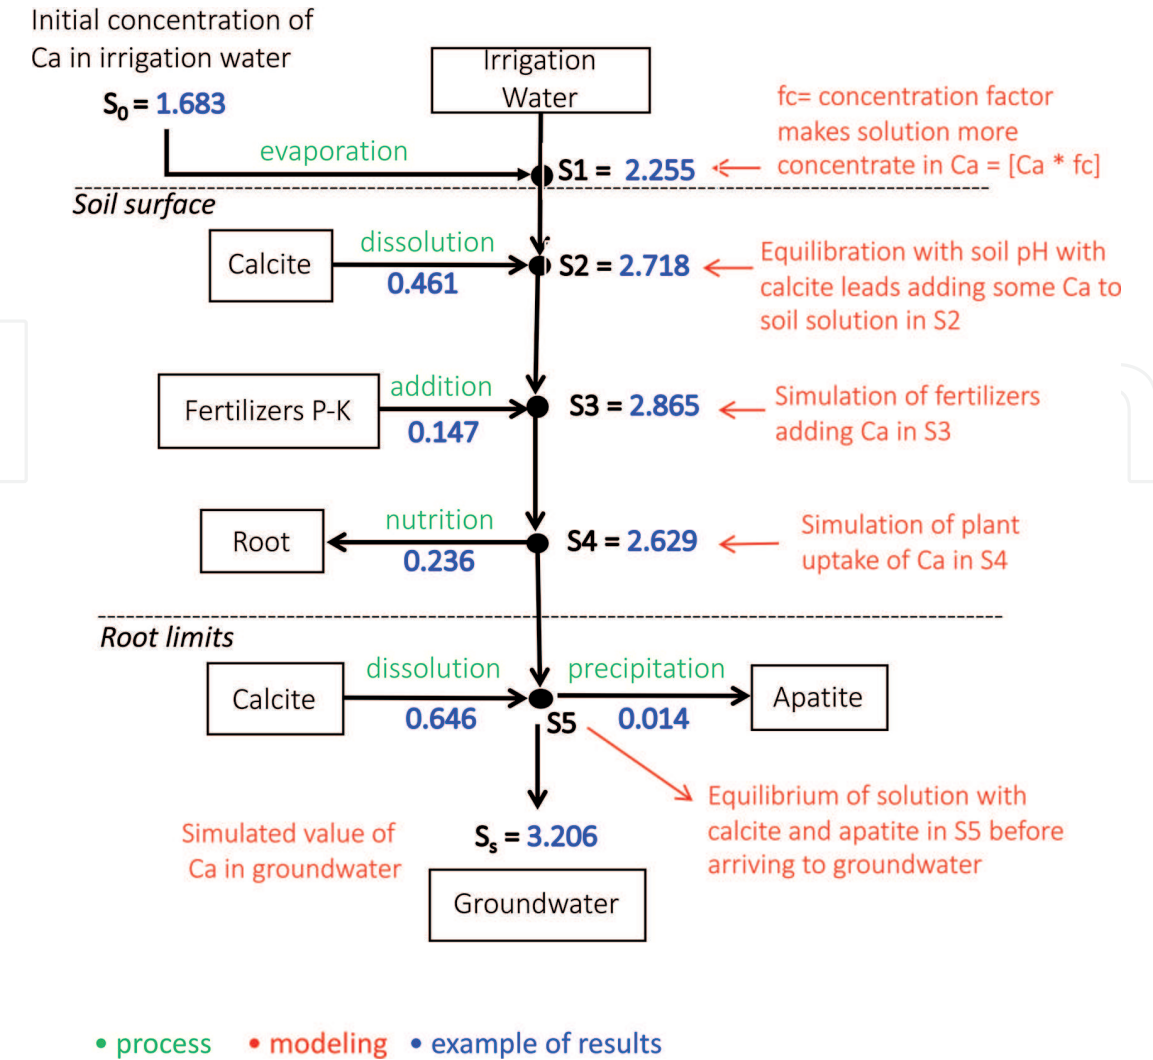 Initial concentration of
Ca in irrigation water
S0 = 1.683
Irrigation
Water
fc= concentration factor
makes solution more
concentrate in Ca = [Ca * fc]
evaporation
S1 = 2.255
Soil surface
Calcite
dissolution
0.461
S2 = 2.718
Equilibration with soil pH with
calcite leads adding some Ca to
soil solution in S2
Fertilizers P-K
addition
0.147
S3 = 2.865
Simulation of fertilizers
adding Ca in S3
Root
nutrition
0.236
S4 = 2.629
Simulation of plant
uptake of Ca in S4
Root limits
Calcite
dissolution
0.646
S5
precipitation
0.014
Apatite
Equilibrium of solution with
calcite and apatite in S5 before
arriving to groundwater
Simulated value of
Ca in groundwater
Ss = 3.206
Groundwater
• process • modeling • example of results